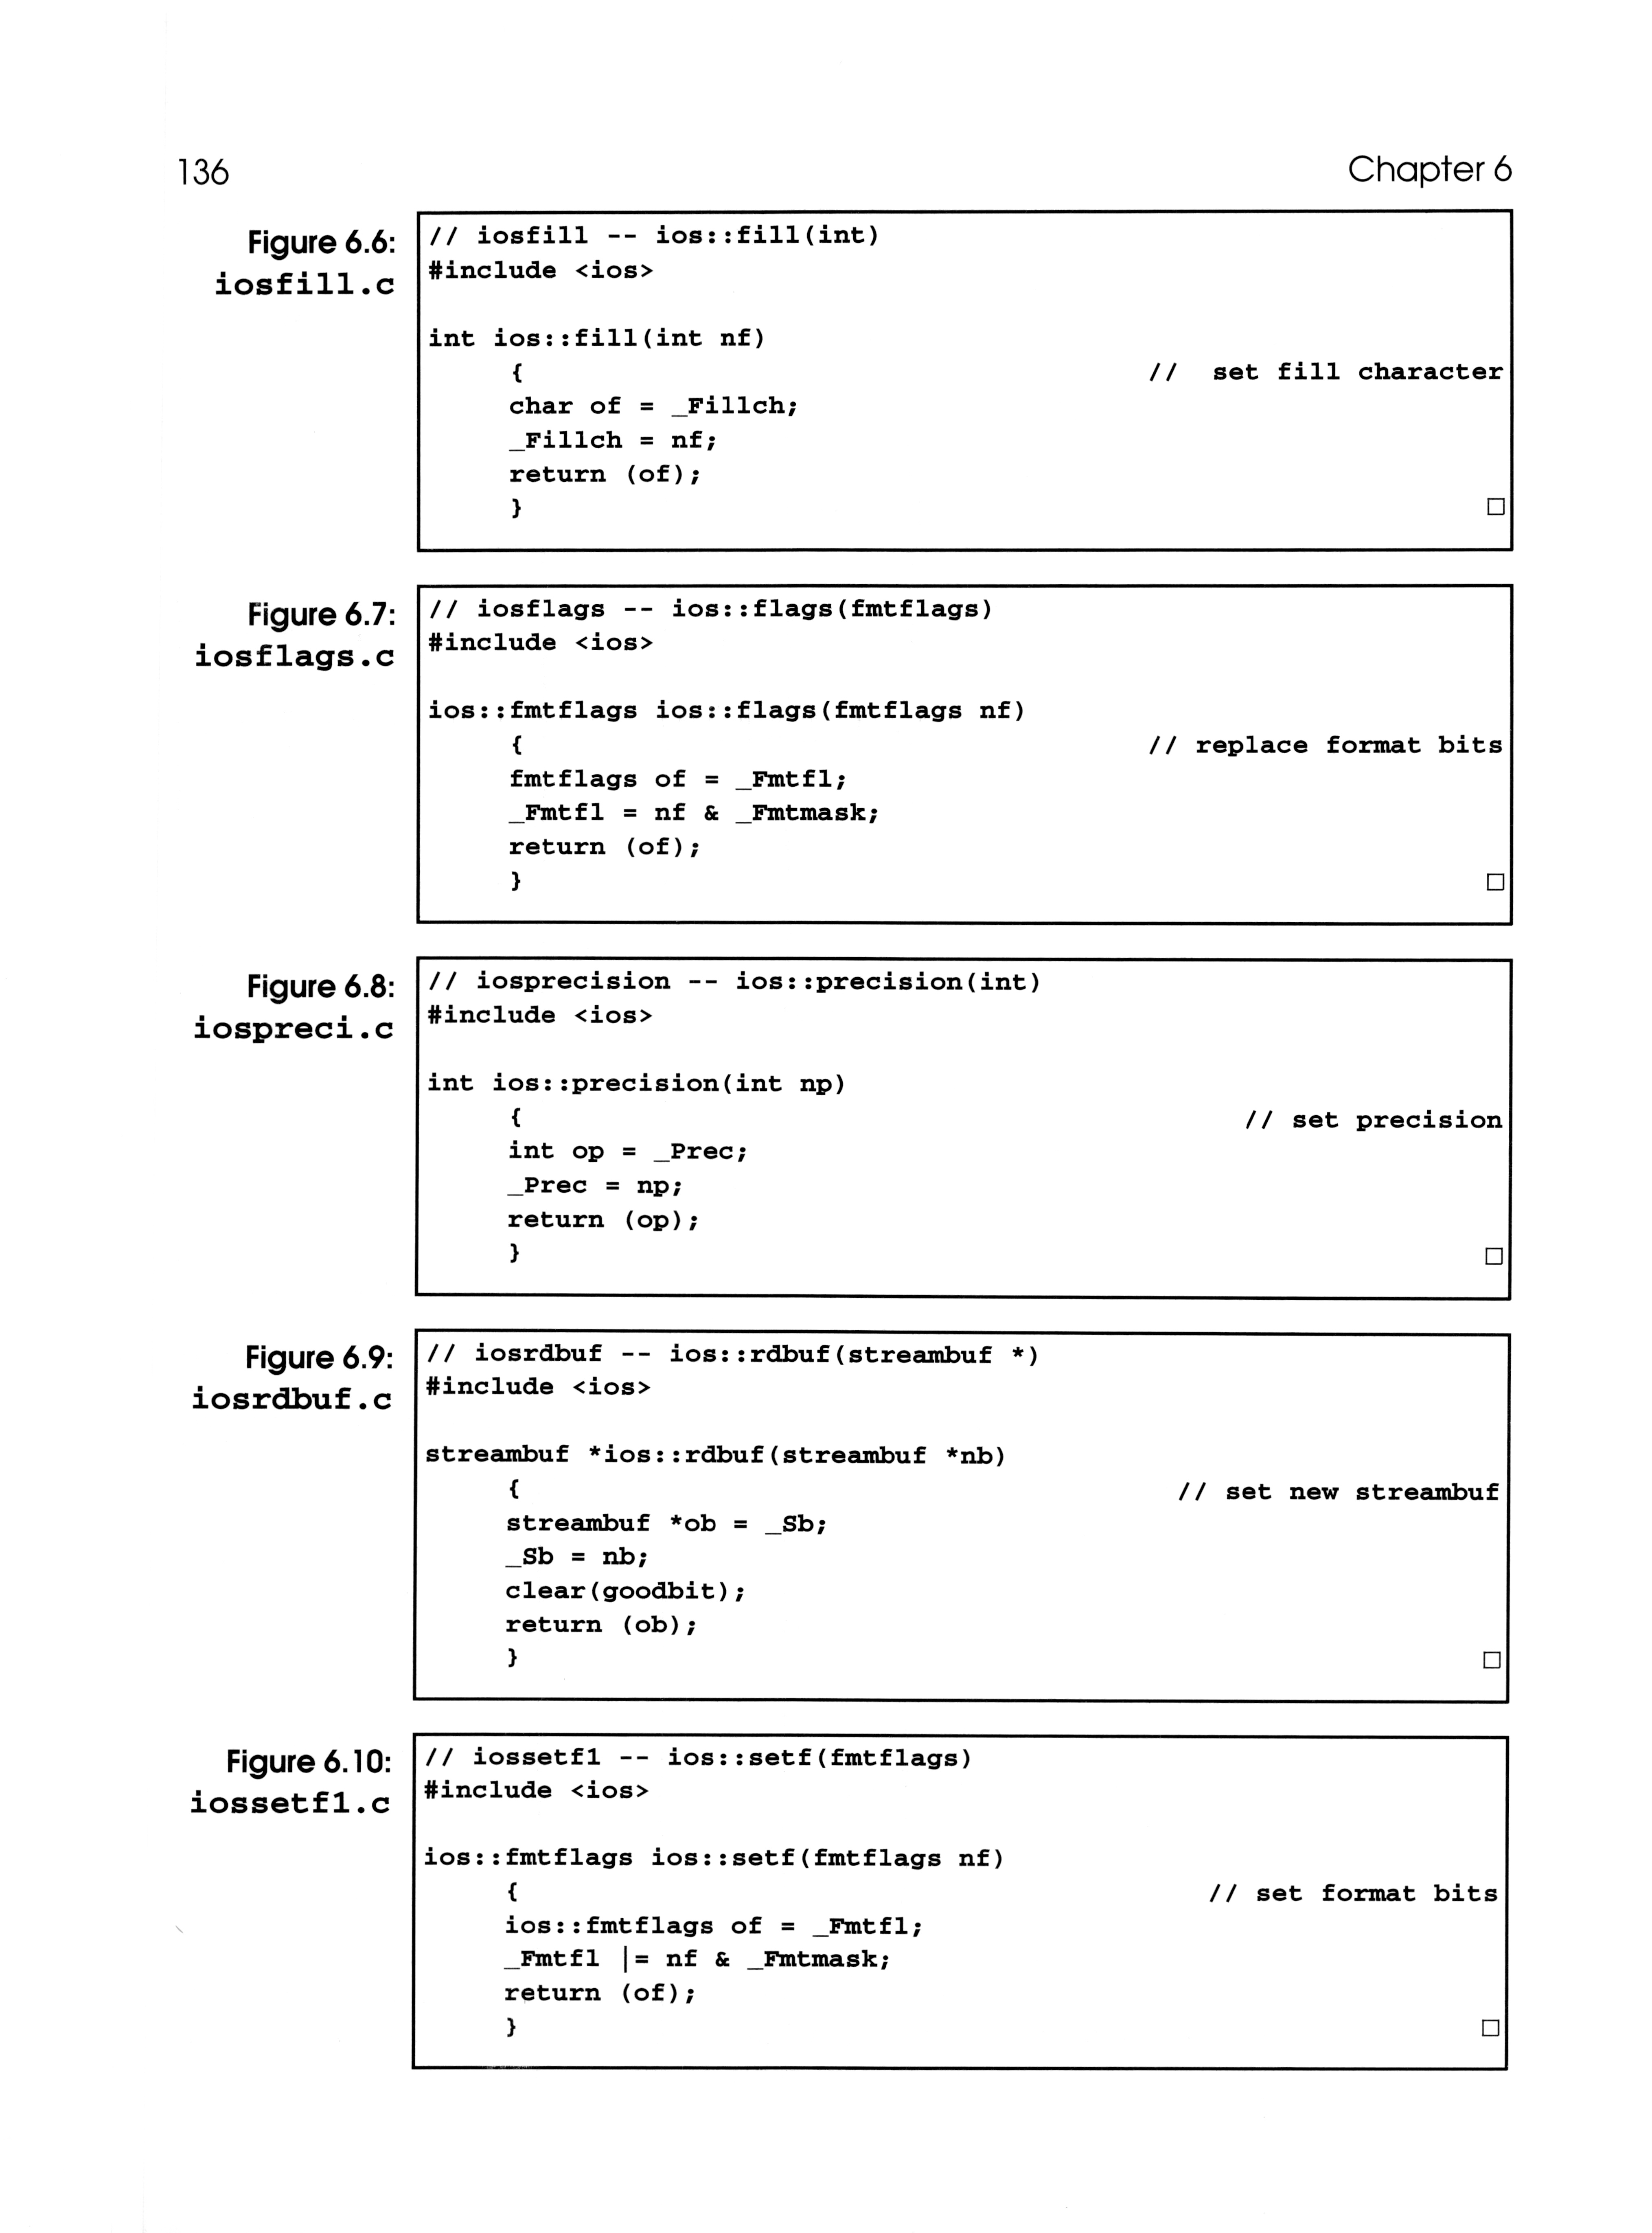 136 Chapter 6
Figure 6.6:
iosfill.c
// iosfill -- ios::fill(int)
#include <ios>
int ios::fill(int nf)
{ // set fill character
char of = _Fillch;
_Fillch = nf;
return (of);
} □
Figure 6.7:
iosflags.c
// iosflags -- ios::flags(fmtflags)
#include <ios>
ios::fmtflags ios::flags(fmtflags nf)
{ // replace format bits
fmtflags of = _Fmtfl;
_Fmtfl = nf & _Fmtmask;
return (of);
} □
Figure 6.8:
iospreci.c
// iosprecision -- ios::precision(int)
#include <ios>
int ios::precision(int np)
{ // set precision
int op = _Prec;
_Prec = np;
return (op);
} □
Figure 6.9:
iosrdbuf.c
// iosrdbuf -- ios::rdbuf(streambuf *)
#include <ios>
streambuf *ios::rdbuf(streambuf *nb)
{ // set new streambuf
streambuf *ob = _Sb;
_Sb = nb;
clear(goodbit);
return (ob);
} □
Figure 6.10:
iossetf1.c
// iossetf1 -- ios::setf(fmtflags)
#include <ios>
ios::fmtflags ios::setf(fmtflags nf)
{ // set format bits
ios::fmtflags of = _Fmtfl;
_Fmtfl |= nf & _Fmtmask;
return (of);
} □